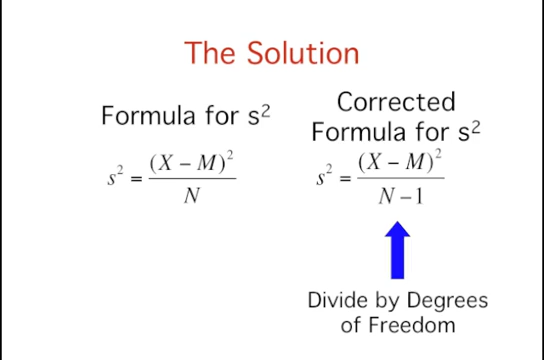 The Solution
Formula for s²
s² = (X – M)² / N
Corrected
Formula for s²
s² = (X – M)² / N – 1
Divide by Degrees
of Freedom